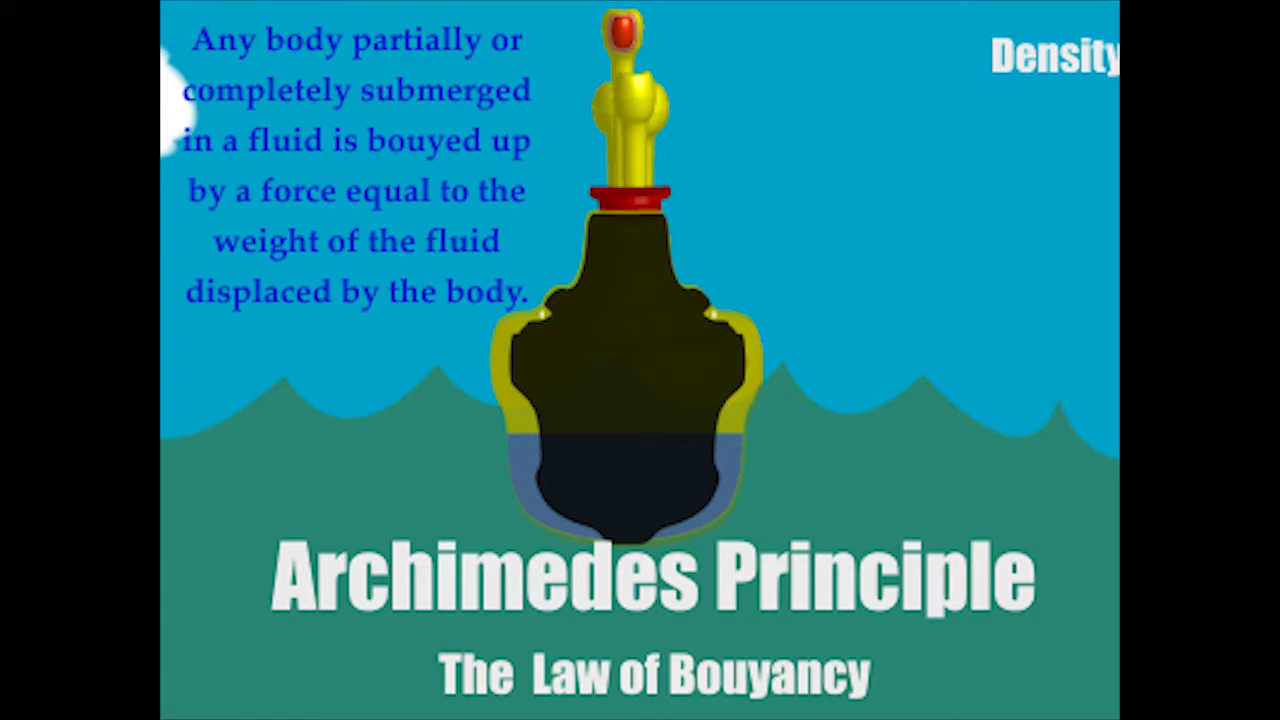 Any body partially or
completely submerged
in a fluid is bouyed up
by a force equal to the
weight of the fluid
displaced by the body.
Density
Archimedes Principle
The Law of Bouyancy